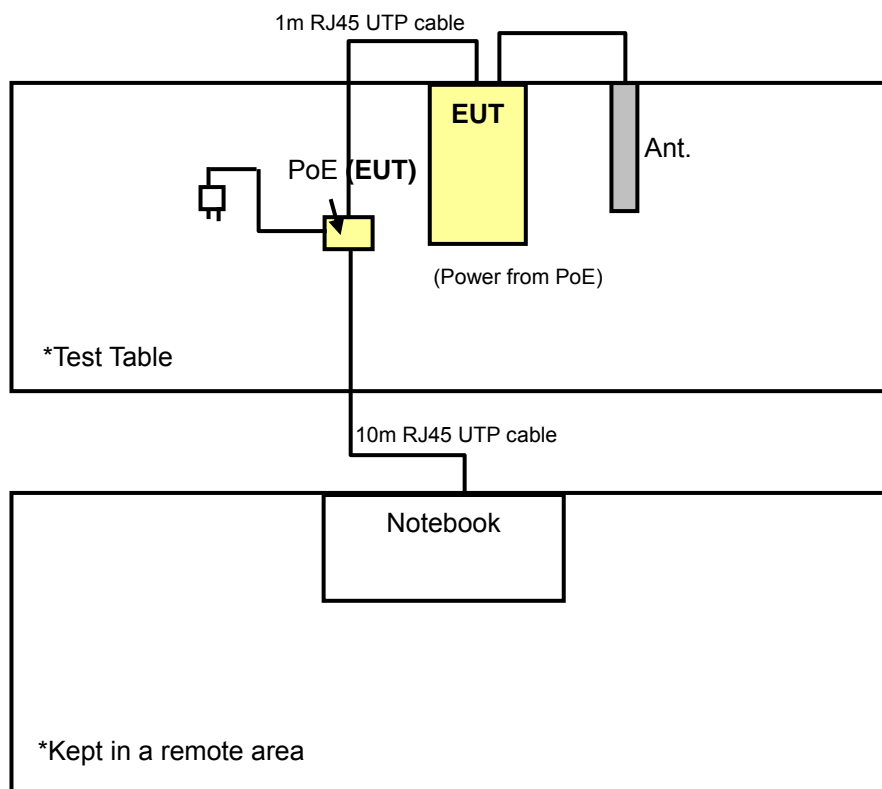 1m RJ45 UTP cable
EUT
Ant.
PoE (EUT)
(Power from PoE)
*Test Table
10m RJ45 UTP cable
Notebook
*Kept in a remote area